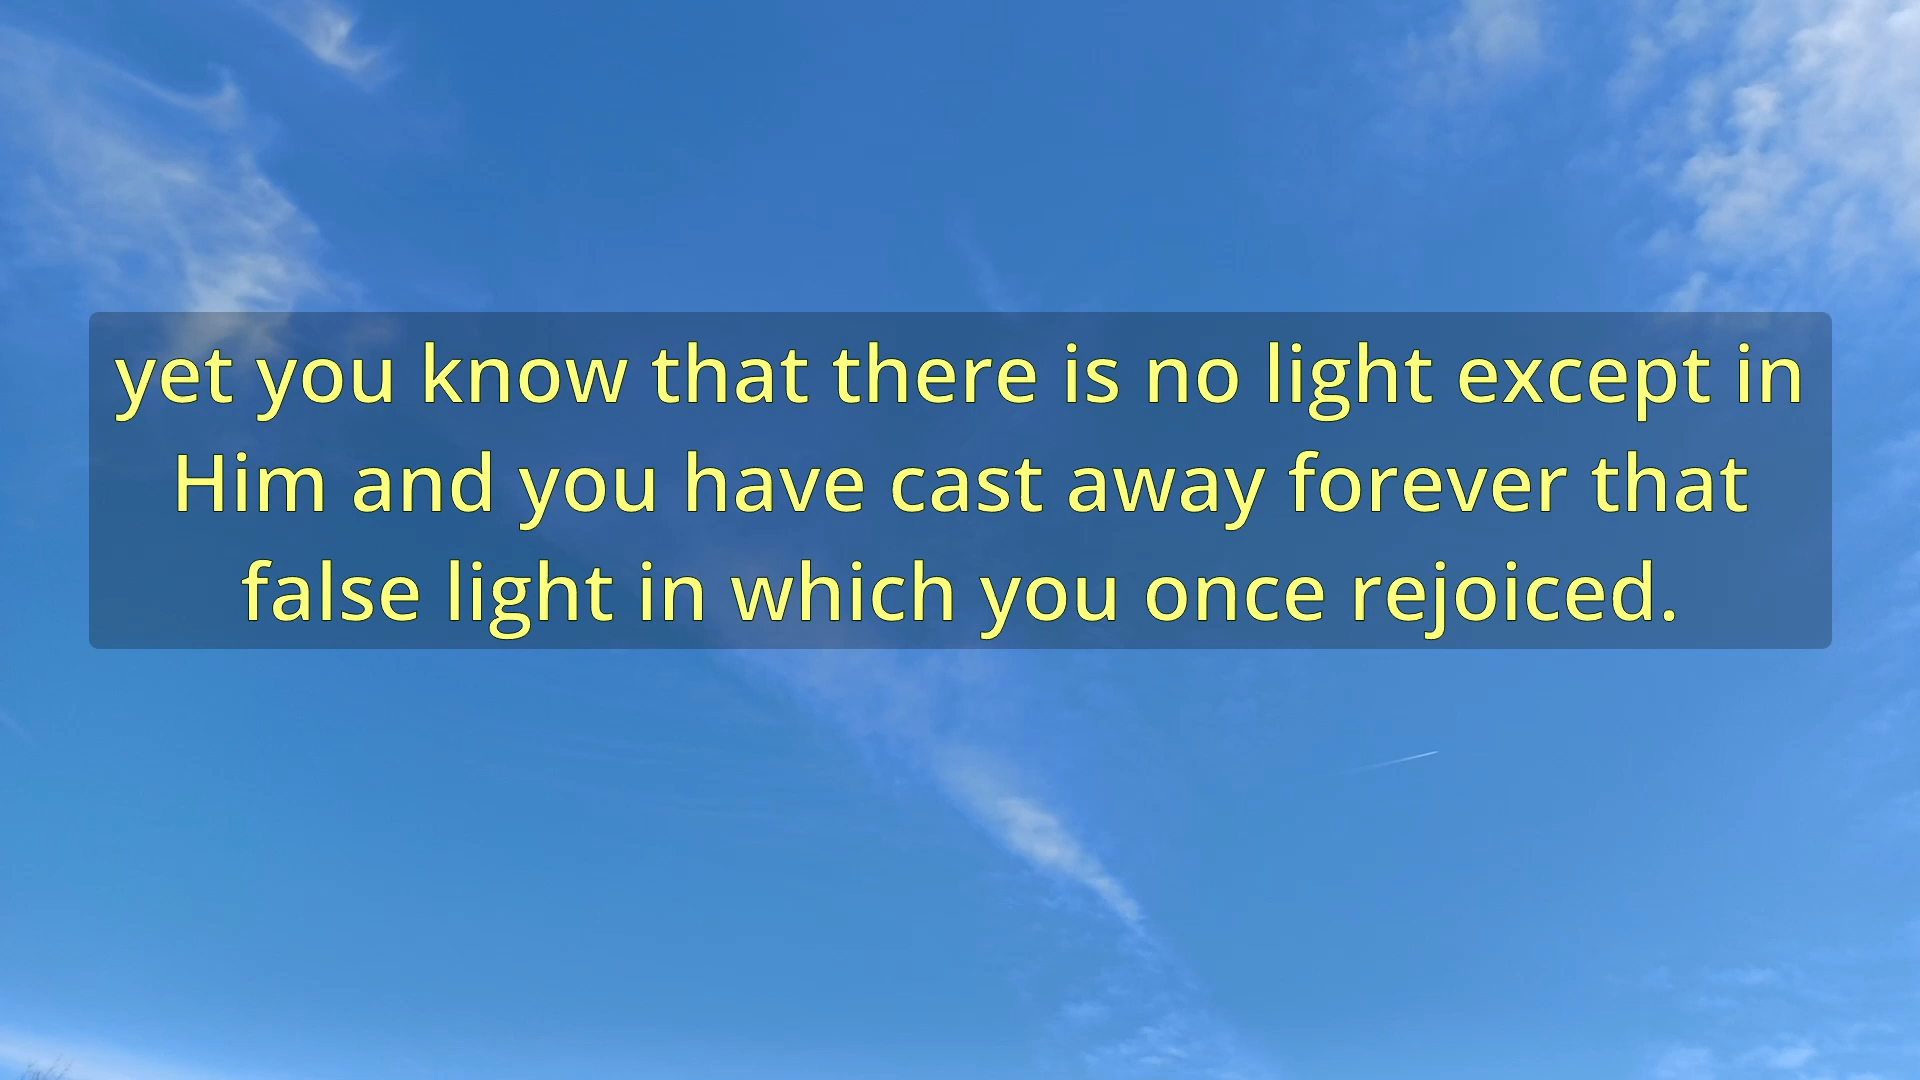 yet you know that there is no light except in
Him and you have cast away forever that
false light in which you once rejoiced.